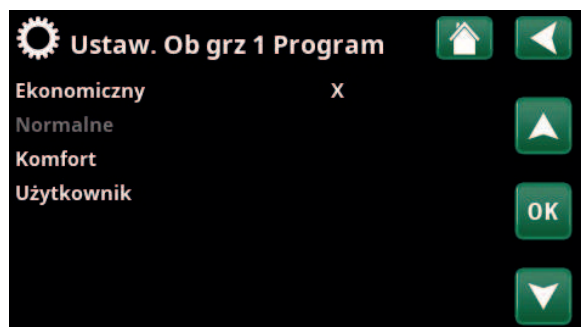 Ustaw. Ob grz 1 Program
Ekonomiczny X
Normalne
Komfort
Użytkownik
OK